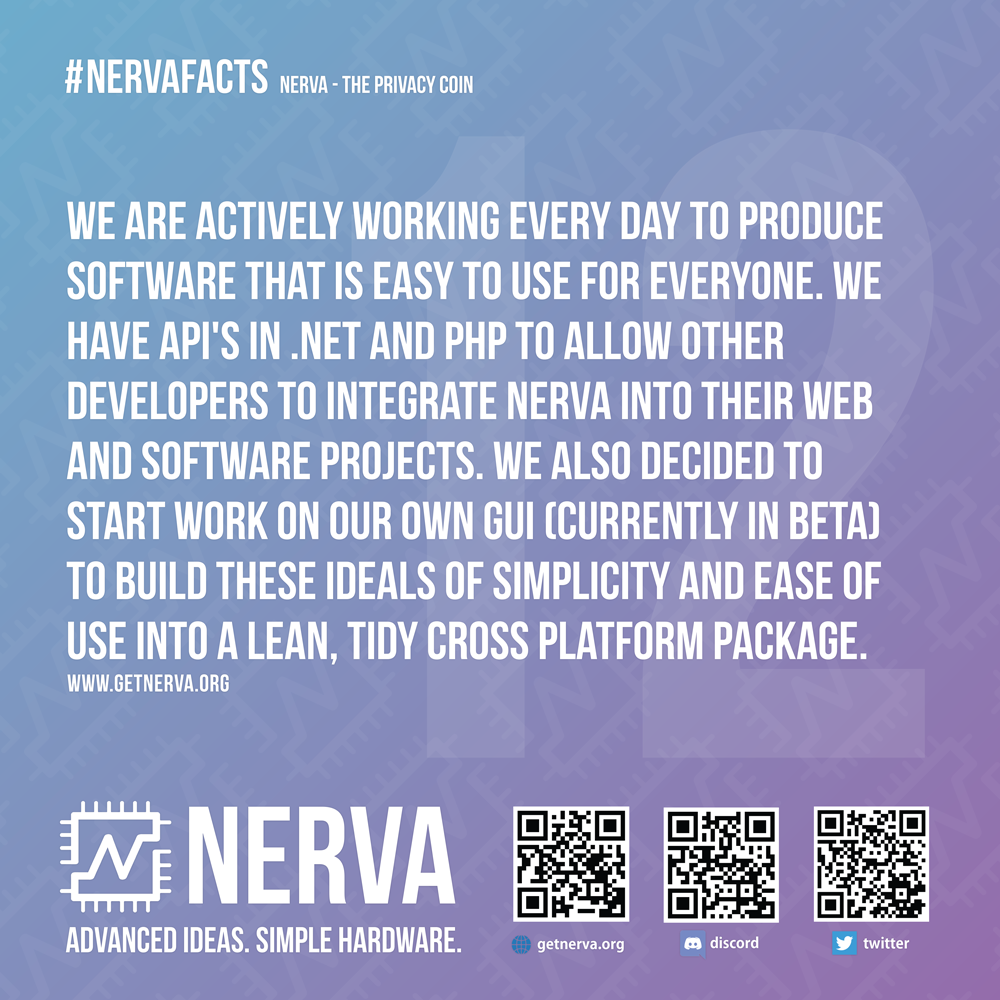 #NERVAFACTS NERVA - THE PRIVACY COIN
12
WE ARE ACTIVELY WORKING EVERY DAY TO PRODUCE
SOFTWARE THAT IS EASY TO USE FOR EVERYONE. WE
HAVE API'S IN .NET AND PHP TO ALLOW OTHER
DEVELOPERS TO INTEGRATE NERVA INTO THEIR WEB
AND SOFTWARE PROJECTS. WE ALSO DECIDED TO
START WORK ON OUR OWN GUI (CURRENTLY IN BETA)
TO BUILD THESE IDEALS OF SIMPLICITY AND EASE OF
USE INTO A LEAN, TIDY CROSS PLATFORM PACKAGE.
WWW.GETNERVA.ORG
NERVA
ADVANCED IDEAS. SIMPLE HARDWARE.
getnerva.org
discord
twitter